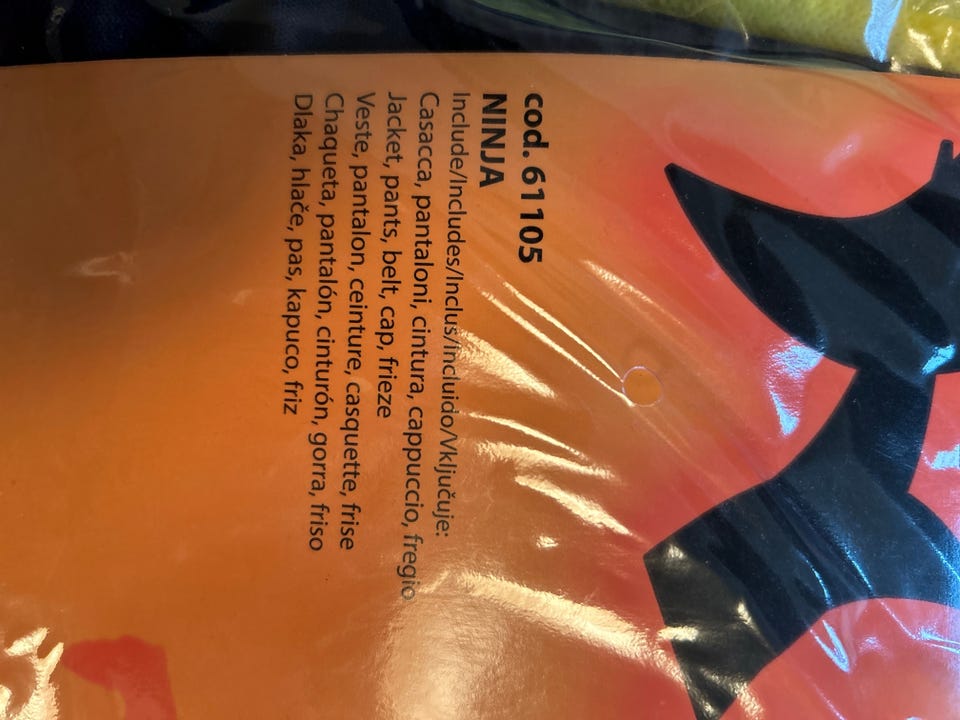 cod. 61105
NINJA
Include/Includes/Inclus/Incluido/Vključuje:
Casacca, pantaloni, cintura, cappuccio, fregio
Jacket, pants, belt, cap, frieze
Veste, pantalon, ceinture, casquette, frise
Chaqueta, pantalón, cinturón, gorra, friso
Dlaka, hlače, pas, kapuco, friz